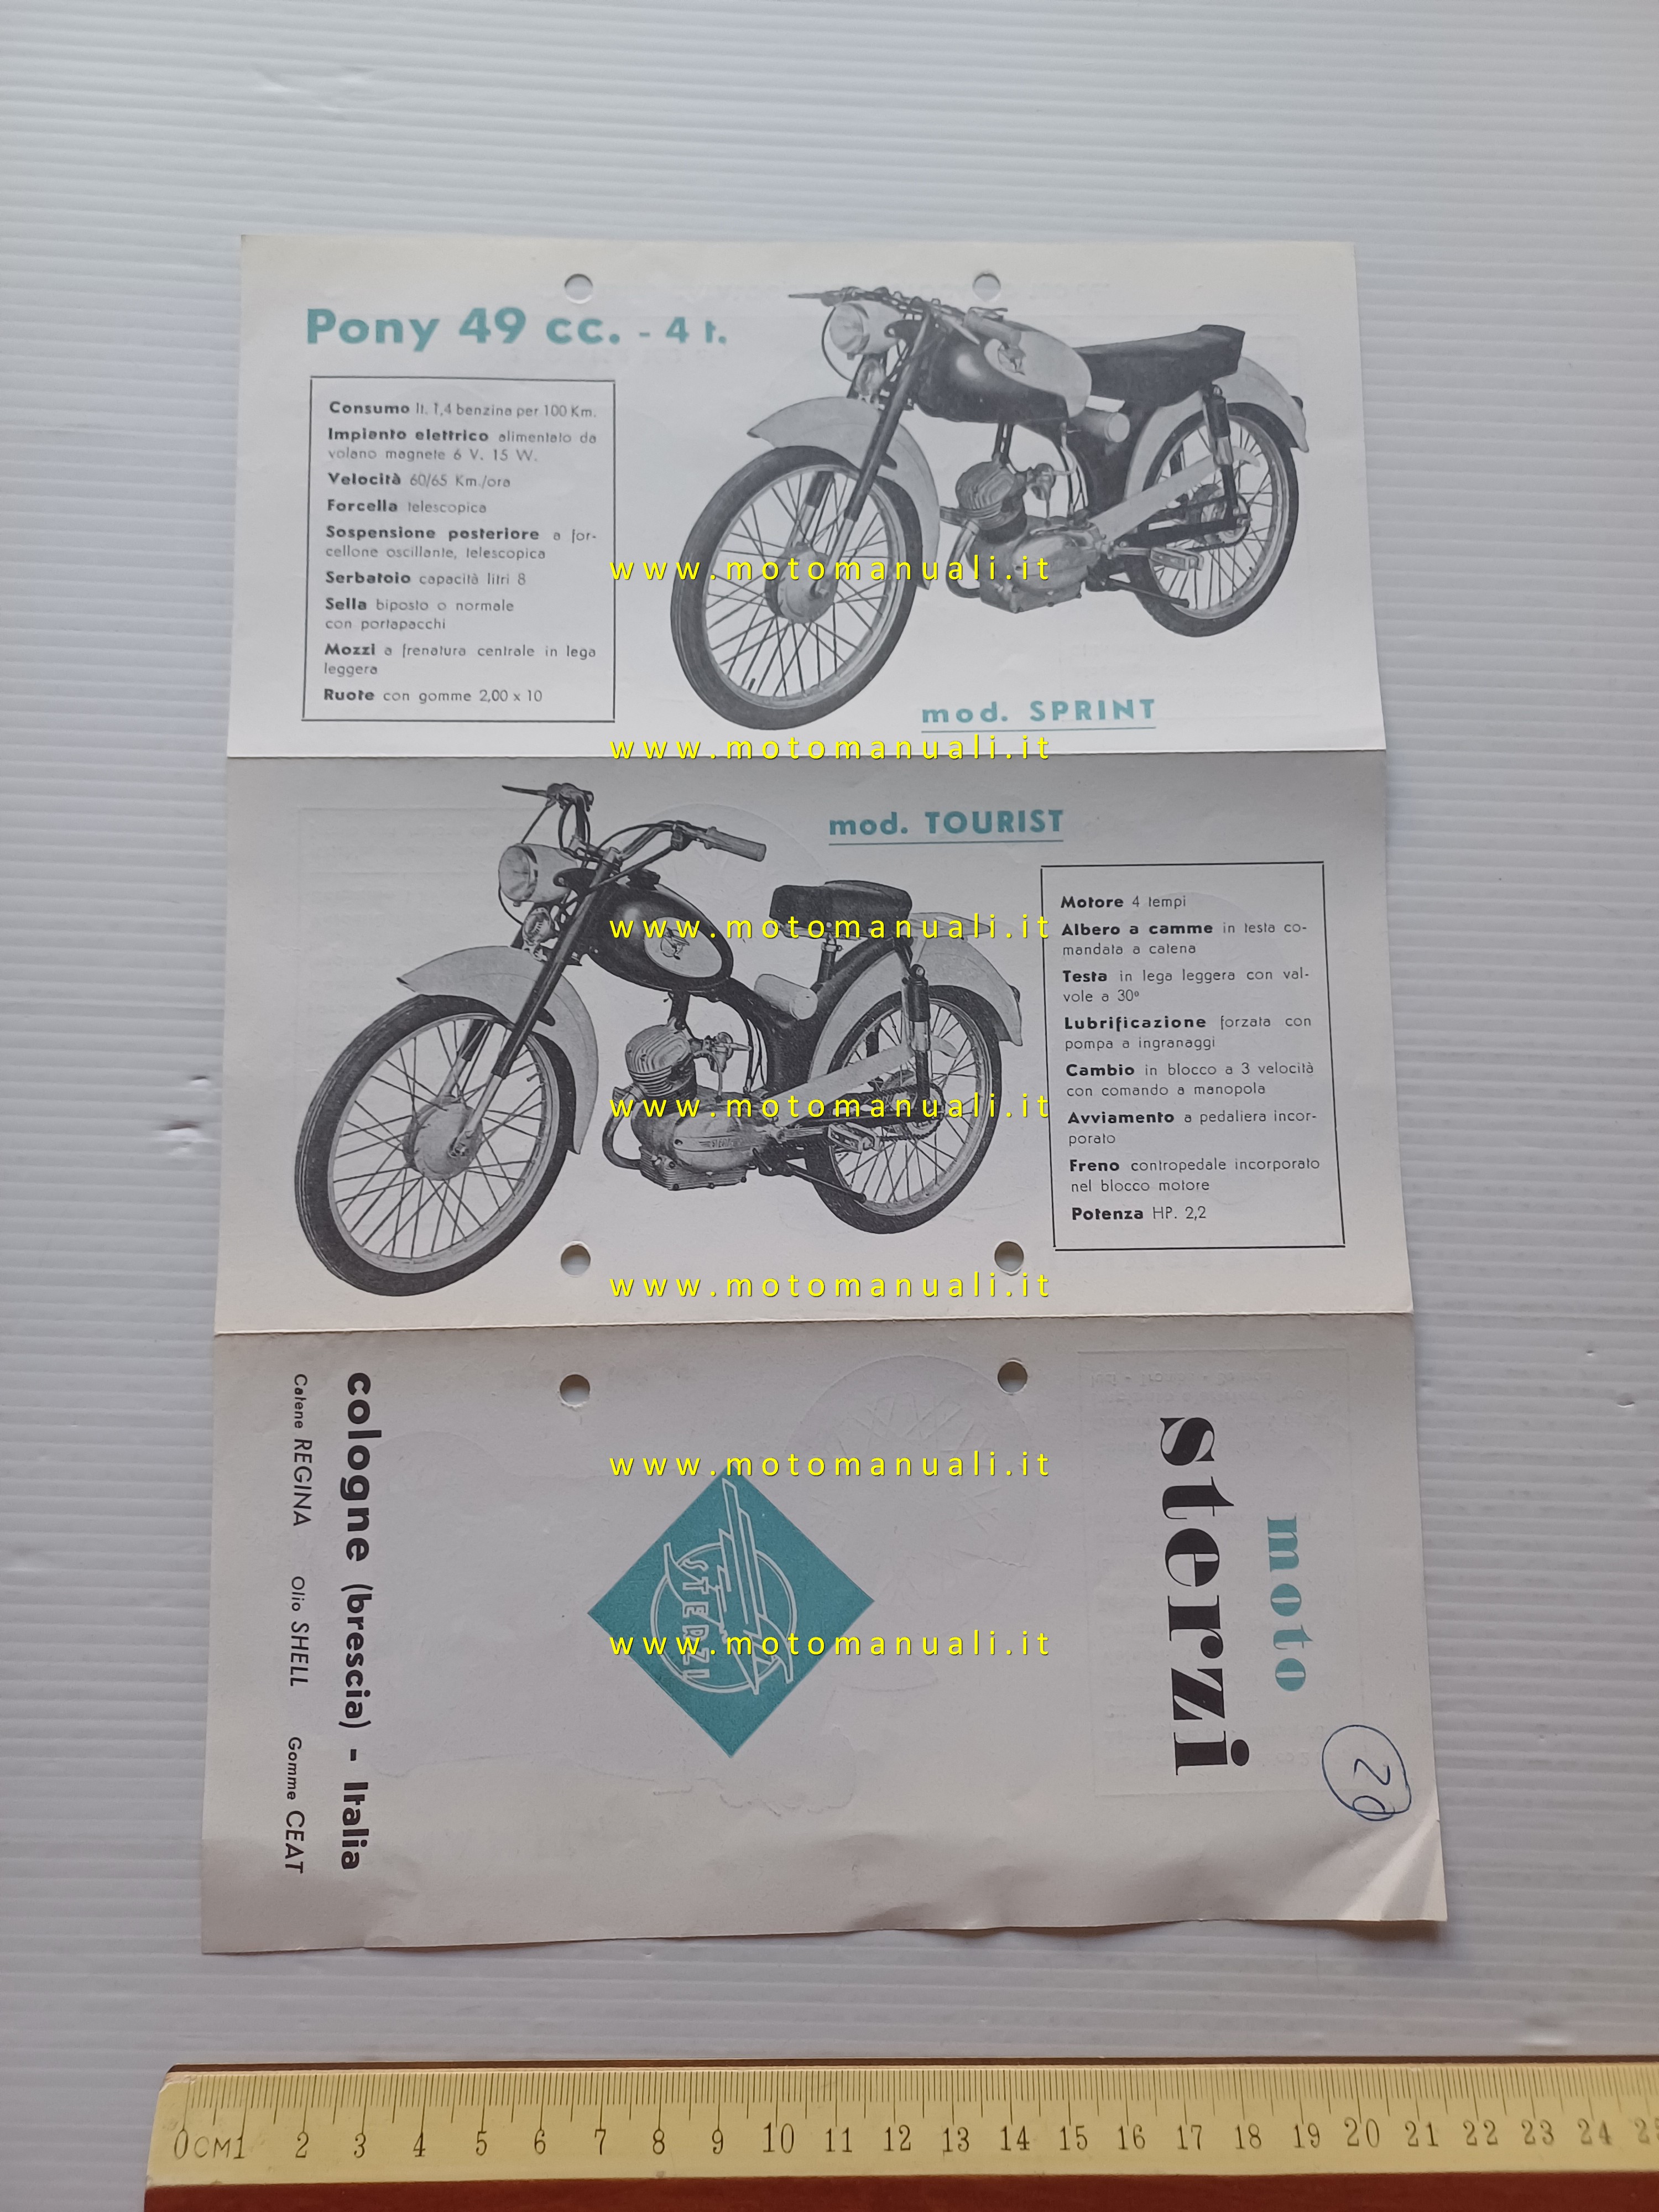 Pony 49 cc. - 4 t.
Consumo lt. 1,4 benzina per 100 Km.
Impianto elettrico alimentato da
volano magnete 6 V. 15 W.
Velocità 60/65 Km./ora
Forcella telescopica
Sospensione posteriore a for-
cellone oscillante, telescopica
Serbatoio capacità litri 8
Sella biposto o normale
con portapacchi
Mozzi a frenatura centrale in lega
leggera
Ruote con gomme 2,00 x 10
www.motomanuali.it
mod. SPRINT
www.motomanuali.it
mod. TOURIST
www.motomanuali.it
Motore 4 tempi
Albero a camme in testa co-
mandata a catena
Testa in lega leggera con val-
vole a 30°
Lubrificazione forzata con
pompa a ingranaggi
Cambio in blocco a 3 velocità
con comando a manopola
Avviamento a pedaliera incor-
porato
Freno contropedale incorporato
nel blocco motore
Potenza HP. 2,2
www.motomanuali.it
www.motomanuali.it
www.motomanuali.it
moto
sterzi
20
STERZI
www.motomanuali.it
cologne (brescia) - Italia
Catene REGINA Olio SHELL Gomme CEAT
0CM1 2 3 4 5 6 7 8 9 10 11 12 13 14 15 16 17 18 19 20 21 22 23 24